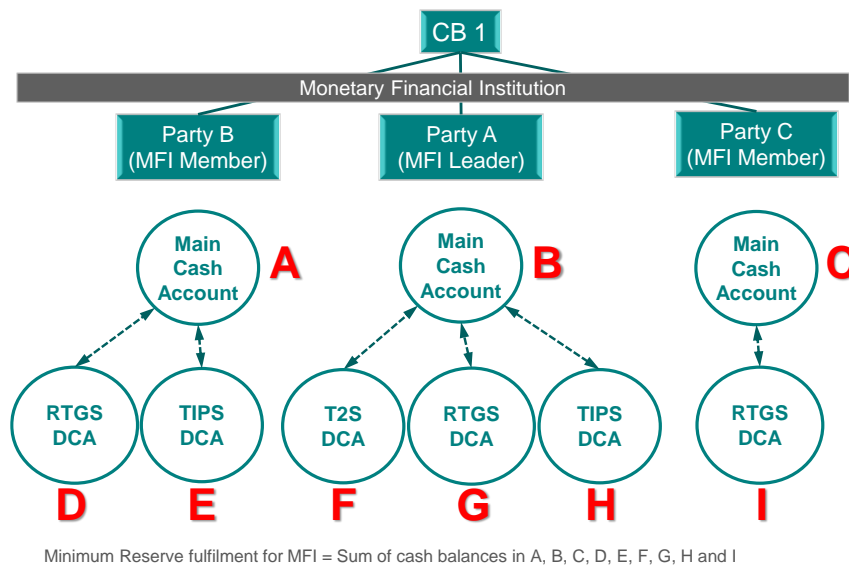 CB 1
Monetary Financial Institution
Party B
(MFI Member)
Party A
(MFI Leader)
Party C
(MFI Member)
Main
Cash
Account
A
Main
Cash
Account
B
Main
Cash
Account
C
RTGS
DCA
TIPS
DCA
T2S
DCA
RTGS
DCA
TIPS
DCA
RTGS
DCA
D
E
F
G
H
I
Minimum Reserve fulfilment for MFI = Sum of cash balances in A, B, C, D, E, F, G, H and I